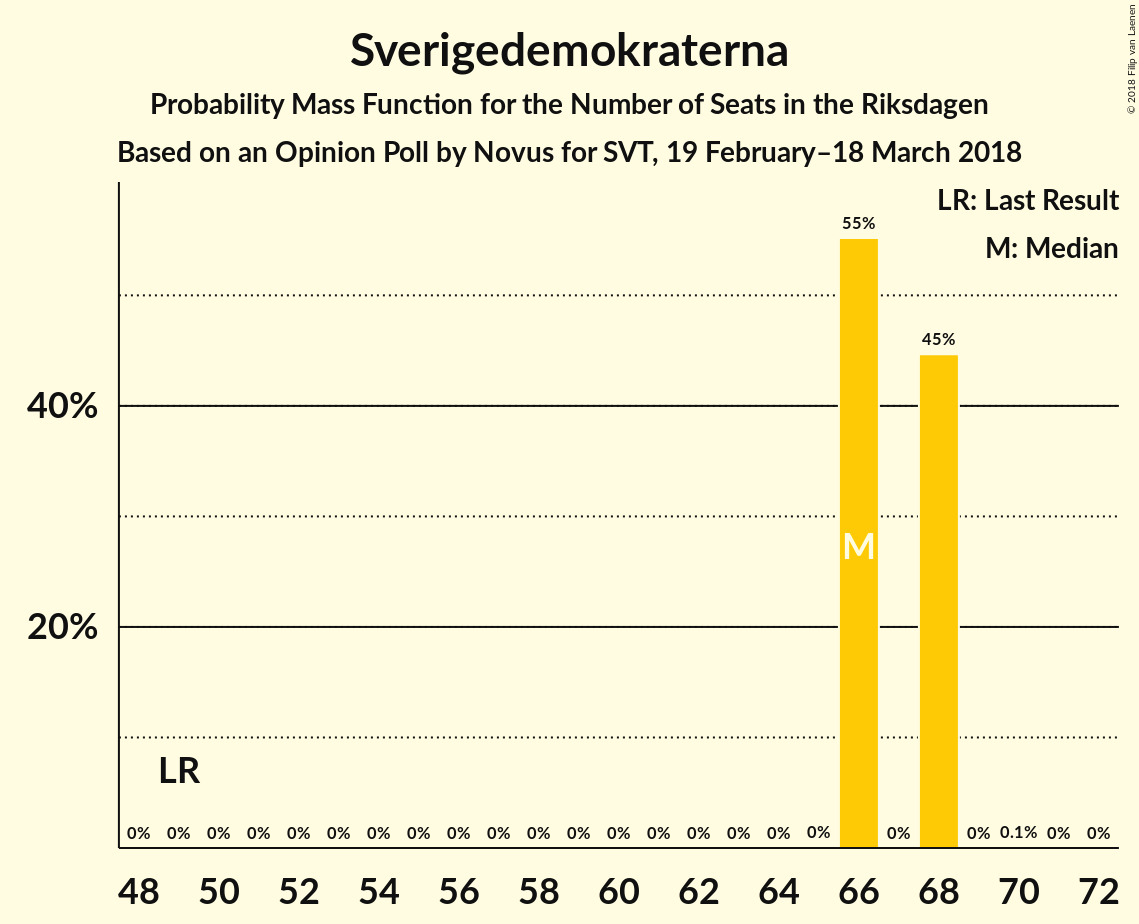 Sverigedemokraterna
Probability Mass Function for the Number of Seats in the Riksdagen
Based on an Opinion Poll by Novus for SVT, 19 February–18 March 2018
© 2018 Filip van Laenen
LR: Last Result
M: Median
55%
45%
40%
M
20%
LR
0% 0% 0% 0% 0% 0% 0% 0% 0% 0% 0% 0% 0% 0% 0% 0% 0% 0% 0% 0% 0.1% 0% 0%
48 50 52 54 56 58 60 62 64 66 68 70 72